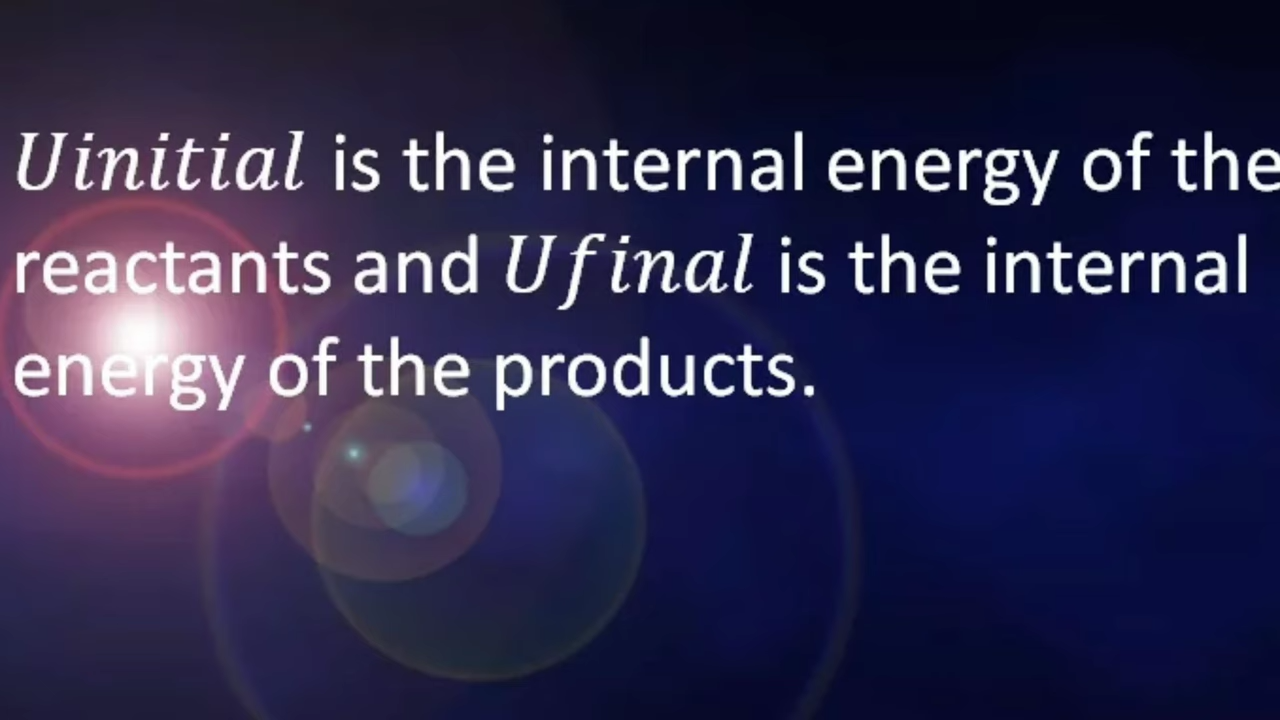 Uinitial is the internal energy of the
reactants and Ufinal is the internal
energy of the products.